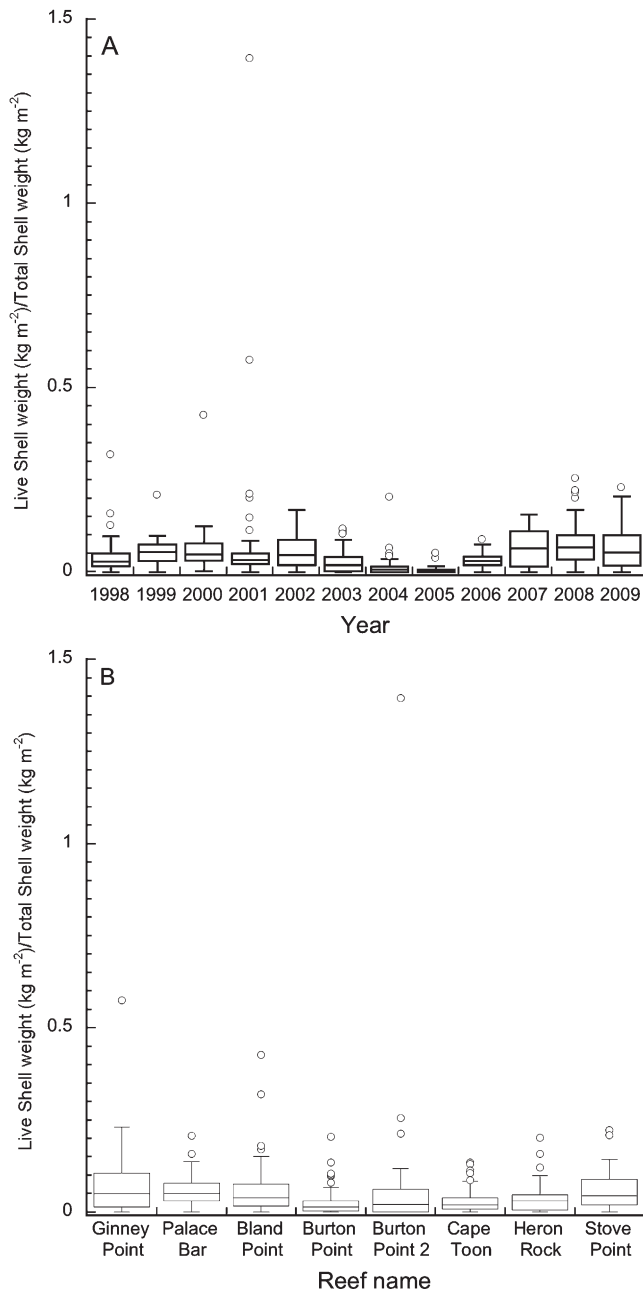 A
1.5
1
0.5
0
Live Shell weight (kg m-2)/Total Shell weight (kg m-2)
1998 1999 2000 2001 2002 2003 2004 2005 2006 2007 2008 2009
Year
B
1.5
1
0.5
0
Live Shell weight (kg m-2)/Total Shell weight (kg m-2)
Ginney Palace Bland Burton Burton Cape Heron Stove
Point Bar Point Point Point 2 Toon Rock Point
Reef name